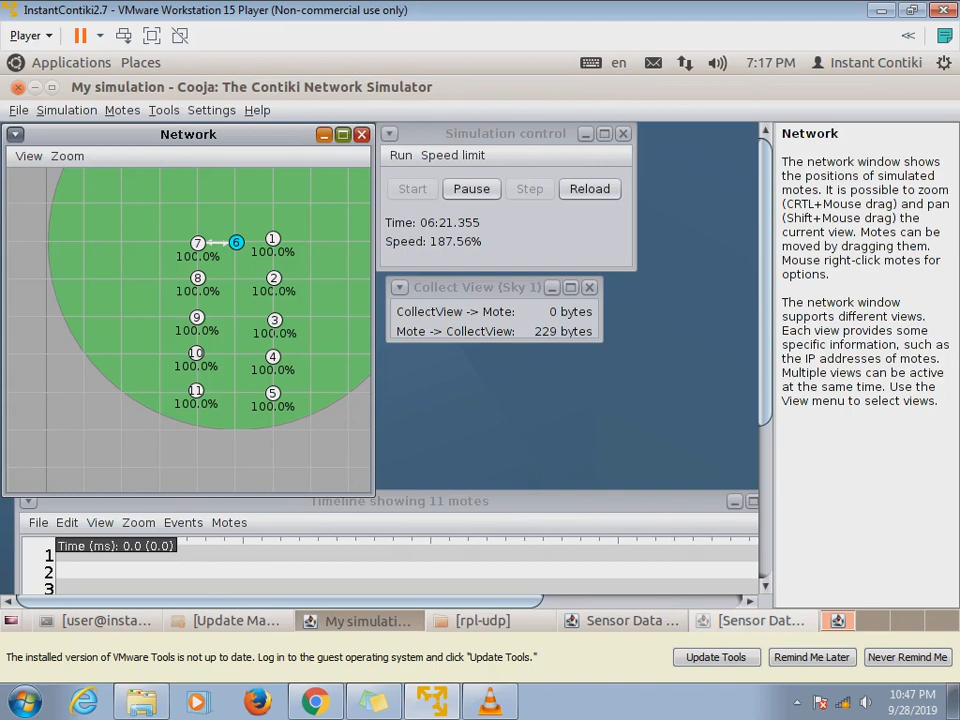 InstantContiki2.7 - VMware Workstation 15 Player (Non-commercial use only)
Player
Applications Places
en
7:17 PM
Instant Contiki
My simulation - Cooja: The Contiki Network Simulator
File Simulation Motes Tools Settings Help
Network
View Zoom
7 6 1
100.0% 100.0%
8 2
100.0% 100.0%
9 3
100.0% 100.0%
10 4
100.0% 100.0%
11 5
100.0% 100.0%
Simulation control
Run Speed limit
Start Pause Step Reload
Time: 06:21.355
Speed: 187.56%
Collect View (Sky 1)
CollectView -> Mote: 0 bytes
Mote -> CollectView: 229 bytes
Network
The network window
shows the positions of simulated
motes. It is possible to zoom
(CRTL+Mouse drag) and pan
(Shift+Mouse drag) the
current view. Motes can be
moved by dragging them.
Mouse right-click motes for
options.
The network window
supports different views.
Each view provides some
specific information, such as
the IP addresses of motes.
Multiple views can be active
at the same time. Use the
View menu to select views.
Timeline showing 11 motes
File Edit View Zoom Events Motes
Time (ms): 0.0 (0.0)
1
2
3
[user@insta...
[Update Ma...
My simulati...
[rpl-udp]
Sensor Data ...
[Sensor Dat...
The installed version of VMware Tools is not up to date. Log in to the guest operating system and click "Update Tools."
Update Tools
Remind Me Later
Never Remind Me
10:47 PM
9/28/2019